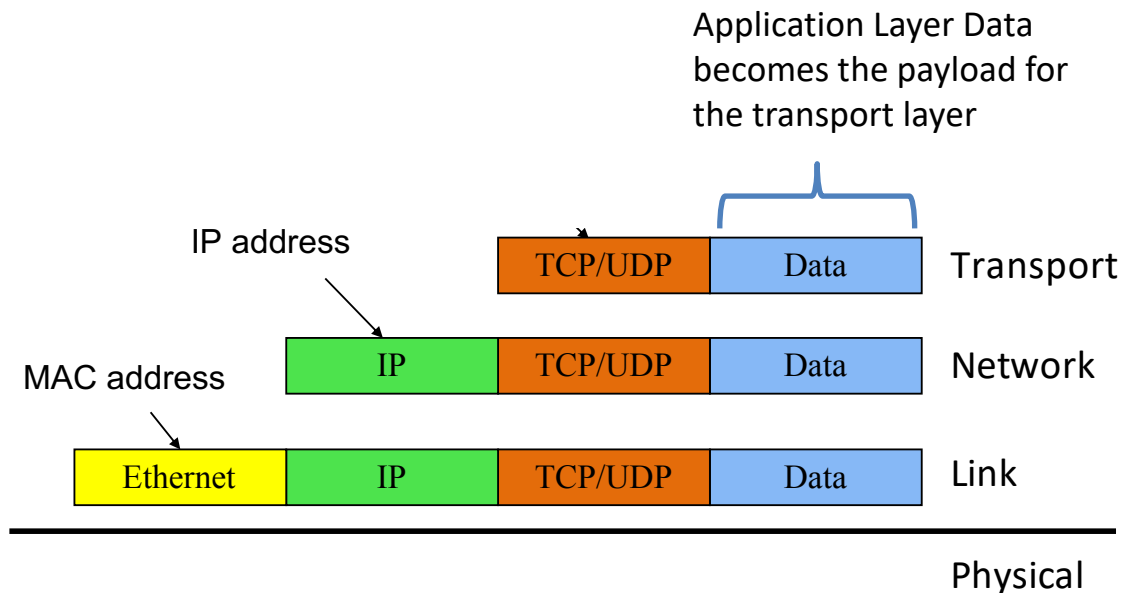 Application Layer Data
becomes the payload for
the transport layer
IP address
TCP/UDP Data Transport
MAC address
IP TCP/UDP Data Network
Ethernet IP TCP/UDP Data Link
Physical